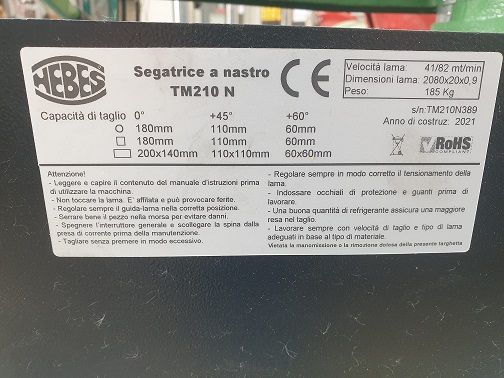 HEBES
Segatrice a nastro
TM210 N
CE
Velocità lama: 41/82 mt/min
Dimensioni lama: 2080x20x0,9
Peso: 185 Kg
s/n:TM210N389
Anno di costruz: 2021
RoHS
COMPLIANT
Capacità di taglio 0° +45° +60°
180mm 110mm 60mm
180mm 110mm 60mm
200x140mm 110x110mm 60x60mm
Attenzione!
- Leggere e capire il contenuto del manuale d'istruzioni prima
di utilizzare la macchina.
- Non toccare la lama. E' affilata e può provocare ferite.
- Regolare sempre il guida-lama nella corretta posizione.
- Serrare bene il pezzo nella morsa per evitare danni.
- Spegnere l'interruttore generale e scollegare la spina dalla
presa di corrente prima della manutenzione.
- Tagliare senza premere in modo eccessivo.
- Regolare sempre in modo corretto il tensionamento della
lama.
- Indossare occhiali di protezione e guanti prima di
lavorare.
- Una buona quantità di refrigerante assicura una maggiore
resa nel taglio.
- Lavorare sempre con velocità di taglio e tipo di lama
adeguati in base al tipo di materiale.
Vietata la manomissione o la rimozione dolosa della presente targhetta